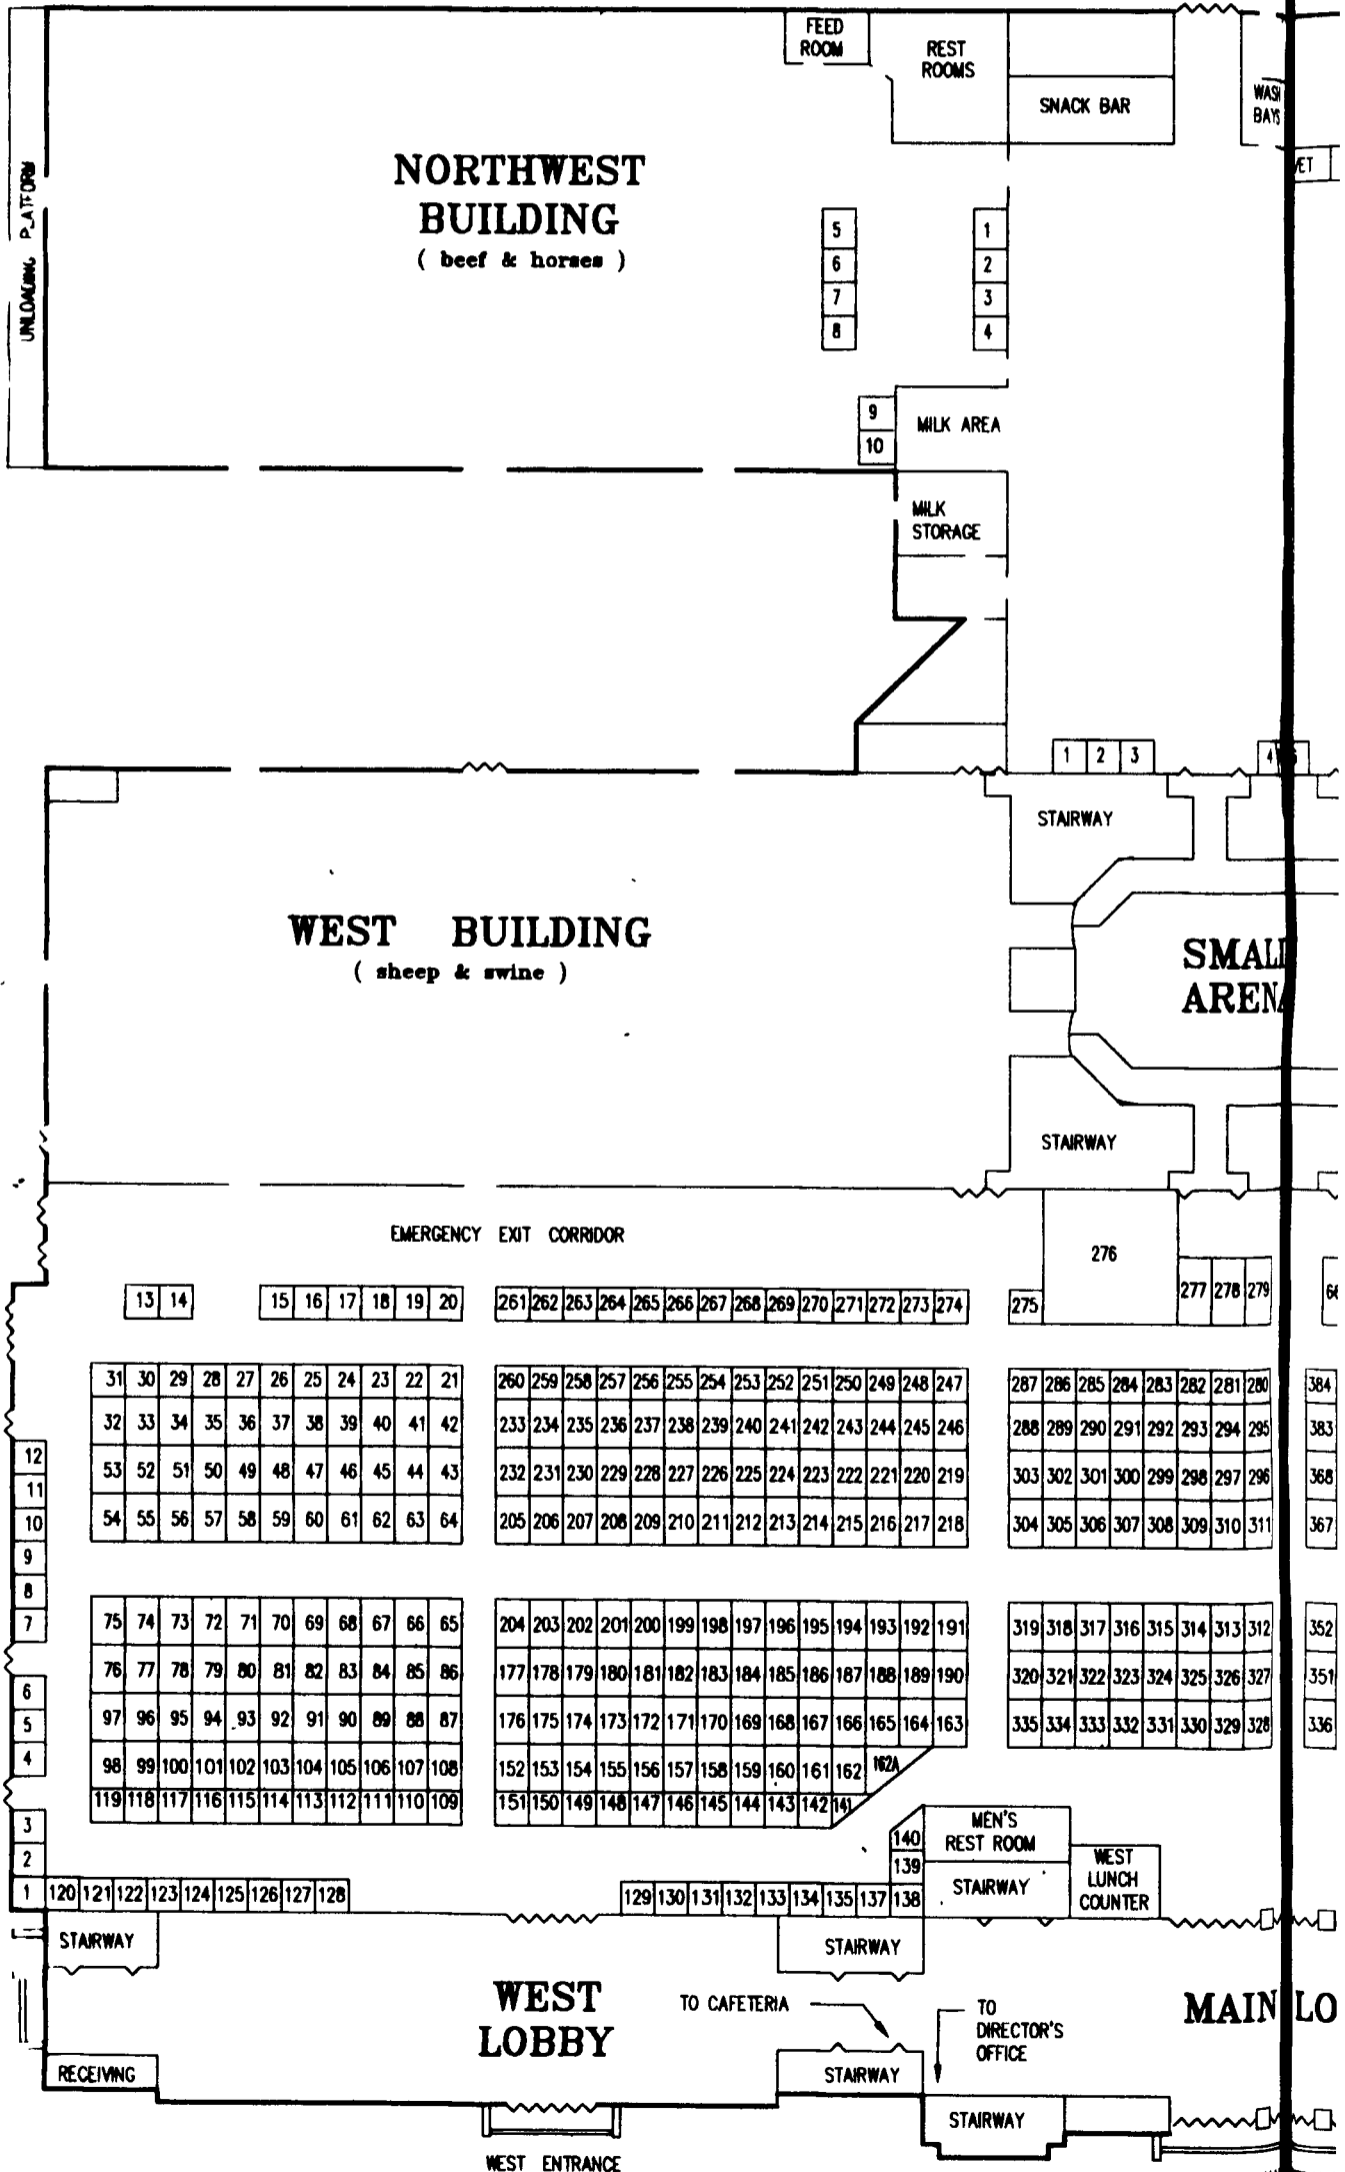 FEED
ROOM
REST
ROOMS
SNACK BAR
WASH
BAYS
UNLOADING PLATFORM
NORTHWEST
BUILDING
( beef & horses )
5 1
6 2
7 3
8 4
9
10
MILK AREA
MILK
STORAGE
1 2 3 4
STAIRWAY
WEST BUILDING
( sheep & swine )
SMALL
ARENA
STAIRWAY
EMERGENCY EXIT CORRIDOR
276
277 278 279
13 14 15 16 17 18 19 20 261 262 263 264 265 266 267 268 269 270 271 272 273 274 275
31 30 29 28 27 26 25 24 23 22 21 260 259 258 257 256 255 254 253 252 251 250 249 248 247 287 286 285 284 283 282 281 280 384
32 33 34 35 36 37 38 39 40 41 42 233 234 235 236 237 238 239 240 241 242 243 244 245 246 288 289 290 291 292 293 294 295 383
53 52 51 50 49 48 47 46 45 44 43 232 231 230 229 228 227 226 225 224 223 222 221 220 219 303 302 301 300 299 298 297 296 368
54 55 56 57 58 59 60 61 62 63 64 205 206 207 208 209 210 211 212 213 214 215 216 217 218 304 305 306 307 308 309 310 311 367
12
11
10
9
8
7
75 74 73 72 71 70 69 68 67 66 65 204 203 202 201 200 199 198 197 196 195 194 193 192 191 319 318 317 316 315 314 313 312 352
76 77 78 79 80 81 82 83 84 85 86 177 178 179 180 181 182 183 184 185 186 187 188 189 190 320 321 322 323 324 325 326 327 351
97 96 95 94 93 92 91 90 89 88 87 176 175 174 173 172 171 170 169 168 167 166 165 164 163 335 334 333 332 331 330 329 328 336
98 99 100 101 102 103 104 105 106 107 108 152 153 154 155 156 157 158 159 160 161 162 162A
119 118 117 116 115 114 113 112 111 110 109 151 150 149 148 147 146 145 144 143 142 141
6
5
4
3
2
1 120 121 122 123 124 125 126 127 128 129 130 131 132 133 134 135 137 138
140
139
MEN'S
REST ROOM
STAIRWAY
WEST
LUNCH
COUNTER
STAIRWAY
STAIRWAY
WEST
LOBBY
TO CAFETERIA
TO
DIRECTOR'S
OFFICE
MAIN LO
RECEIVING
STAIRWAY
STAIRWAY
WEST ENTRANCE